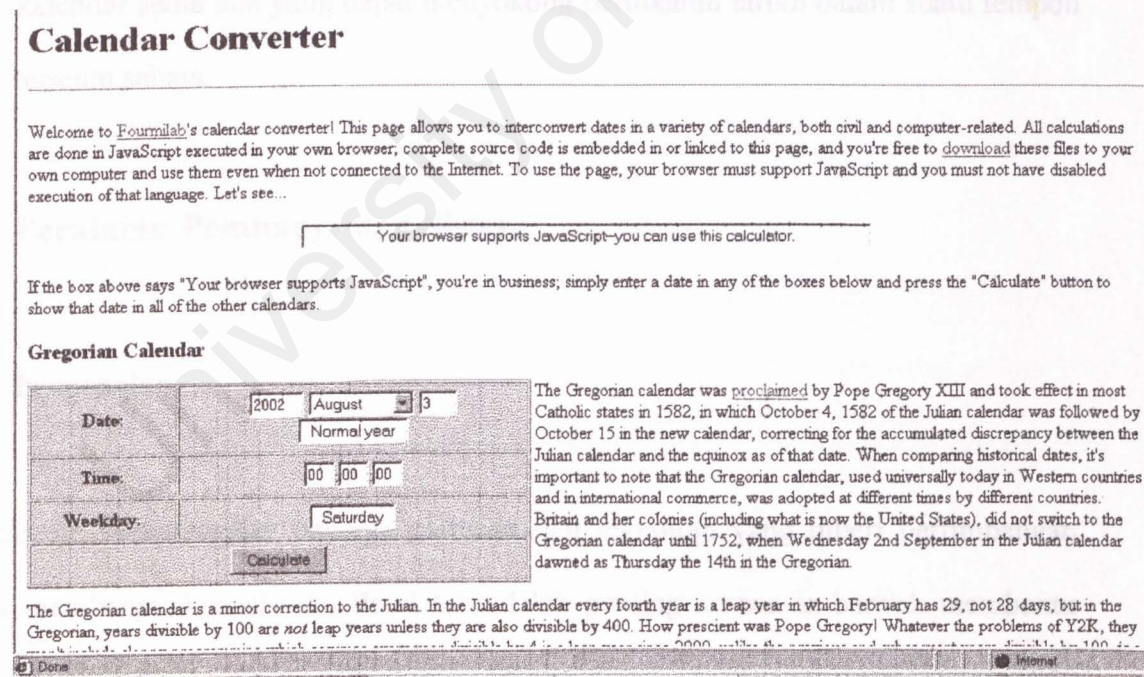 Calendar Converter
Welcome to Fourmilab's calendar converter! This page allows you to interconvert dates in a variety of calendars, both civil and computer-related. All calculations
are done in JavaScript executed in your own browser; complete source code is embedded in or linked to this page, and you're free to download these files to your
own computer and use them even when not connected to the Internet. To use the page, your browser must support JavaScript and you must not have disabled
execution of that language. Let's see...
Your browser supports JavaScript--you can use this calculator.
If the box above says "Your browser supports JavaScript", you're in business; simply enter a date in any of the boxes below and press the "Calculate" button to
show that date in all of the other calendars.
Gregorian Calendar
Date: 2002 August 3
Normal year
Time: 00 :00 :00
Weekday: Saturday
Calculate
The Gregorian calendar was proclaimed by Pope Gregory XIII and took effect in most
Catholic states in 1582, in which October 4, 1582 of the Julian calendar was followed by
October 15 in the new calendar, correcting for the accumulated discrepancy between the
Julian calendar and the equinox as of that date. When comparing historical dates, it's
important to note that the Gregorian calendar, used universally today in Western countries
and in international commerce, was adopted at different times by different countries.
Britain and her colonies (including what is now the United States), did not switch to the
Gregorian calendar until 1752, when Wednesday 2nd September in the Julian calendar
dawned as Thursday the 14th in the Gregorian.
The Gregorian calendar is a minor correction to the Julian. In the Julian calendar every fourth year is a leap year in which February has 29, not 28 days, but in the
Gregorian, years divisible by 100 are not leap years unless they are also divisible by 400. How prescient was Pope Gregory! Whatever the problems of Y2K, they
Done
Internet